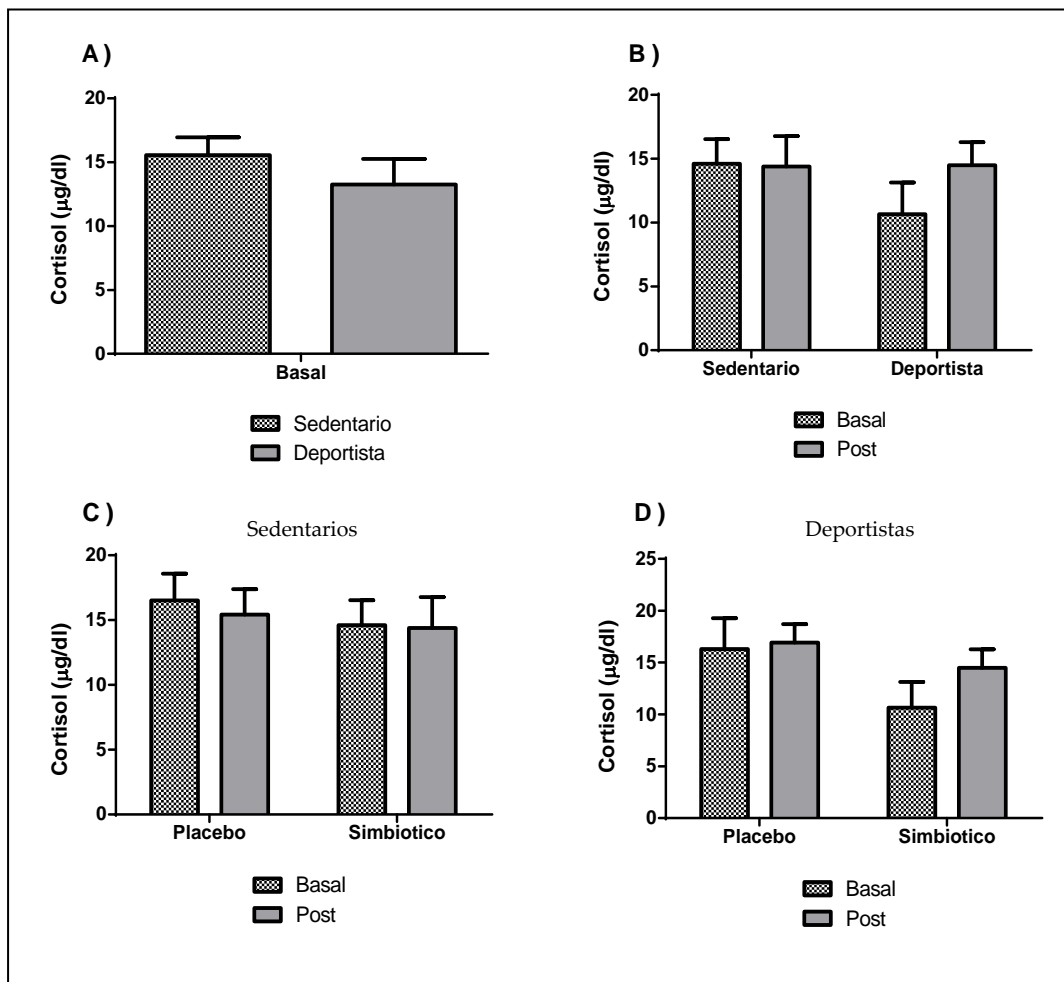 A )
20
15
10
5
0
Cortisol (µg/dl)
Basal
Sedentario
Deportista
B )
20
15
10
5
0
Cortisol (µg/dl)
Sedentario Deportista
Basal
Post
C )
Sedentarios
20
15
10
5
0
Cortisol (µg/dl)
Placebo Simbiotico
Basal
Post
D )
Deportistas
25
20
15
10
5
0
Cortisol (µg/dl)
Placebo Simbiotico
Basal
Post